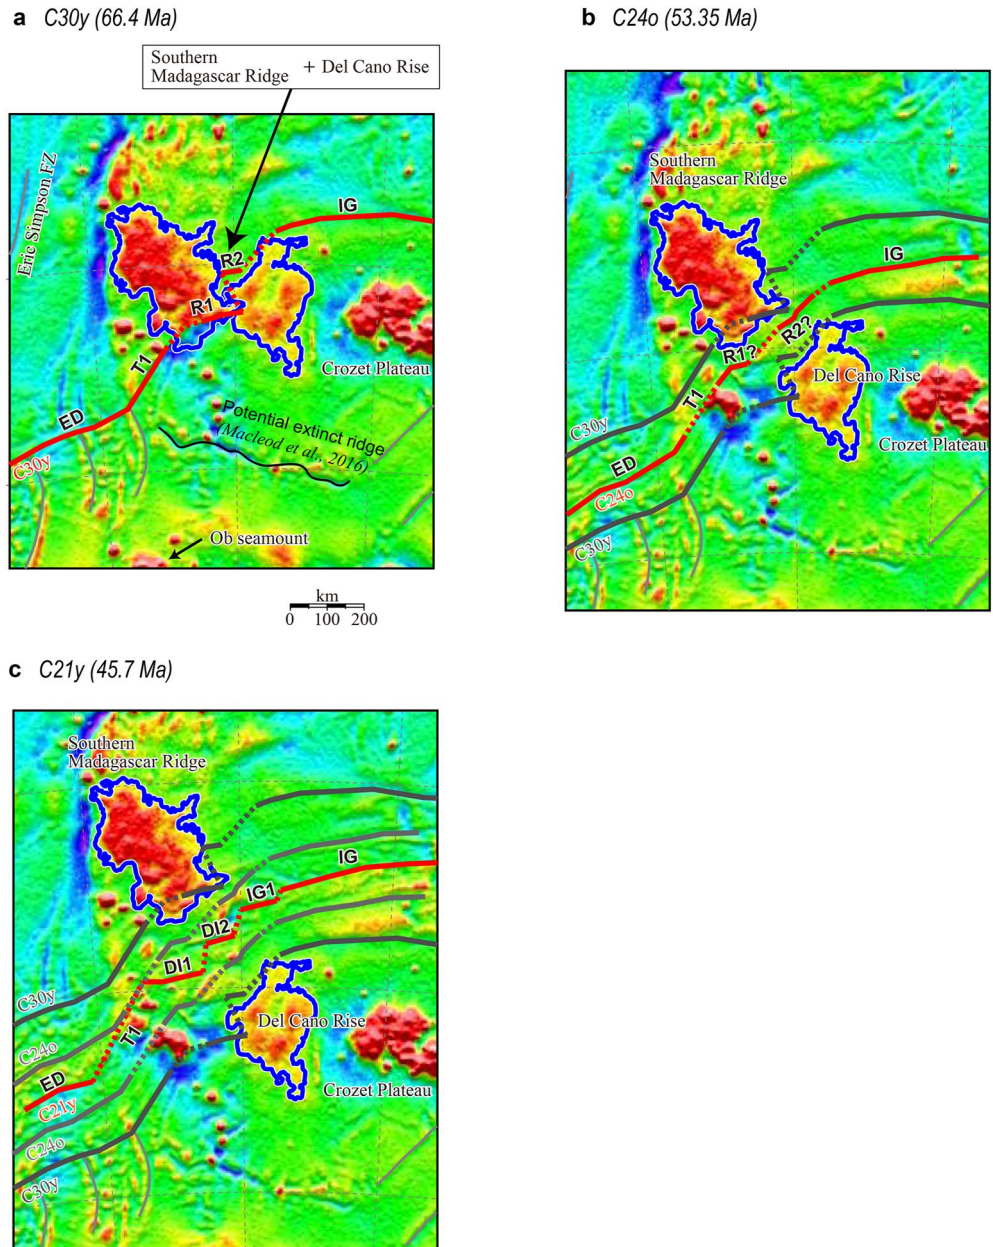 a C30y (66.4 Ma)
Southern
Madagascar Ridge + Del Cano Rise
Eric Simpson FZ
IG
R2
R1
T1
Crozet Plateau
ED
C30y
Potential extinct ridge
(Macleod et al., 2016)
Ob seamount
km
0 100 200
b C24o (53.35 Ma)
Southern
Madagascar Ridge
IG
R2?
R1?
Del Cano Rise
T1
C30y
Crozet Plateau
ED
C24o
C30y
c C21y (45.7 Ma)
Southern
Madagascar Ridge
IG
IG1
DI2
DI1
C30y
Del Cano Rise
T1
C24o
ED
Crozet Plateau
C21y
C24o
C30y